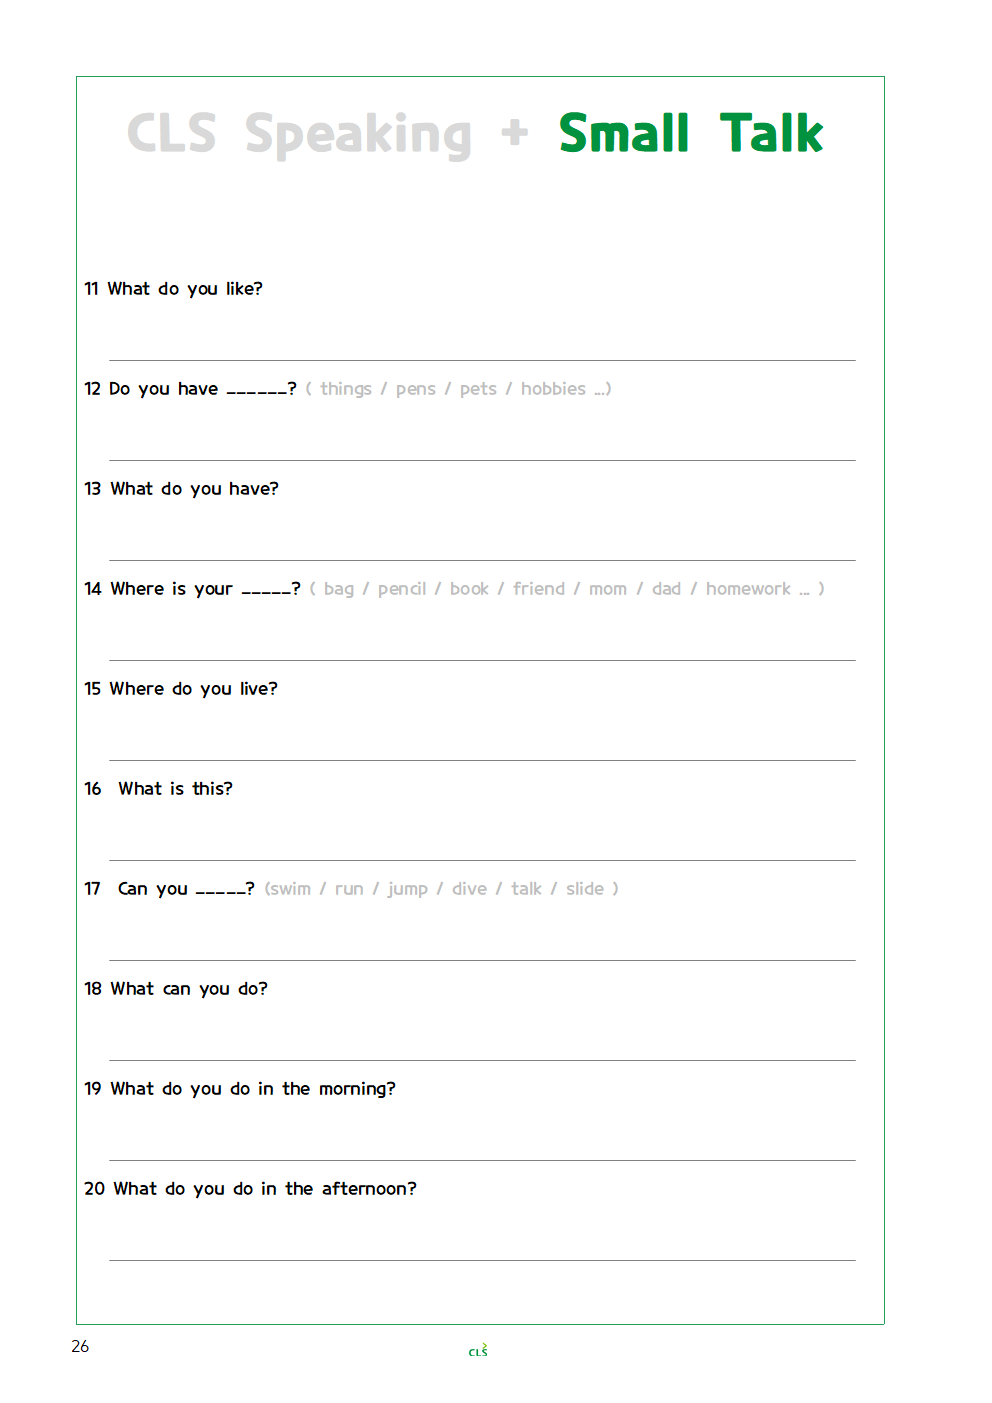 CLS Speaking + Small Talk
11 What do you like?
12 Do you have ______? ( things / pens / pets / hobbies ...)
13 What do you have?
14 Where is your _____? ( bag / pencil / book / friend / mom / dad / homework ... )
15 Where do you live?
16 What is this?
17 Can you _____? (swim / run / jump / dive / talk / slide )
18 What can you do?
19 What do you do in the morning?
20 What do you do in the afternoon?
26
CLS